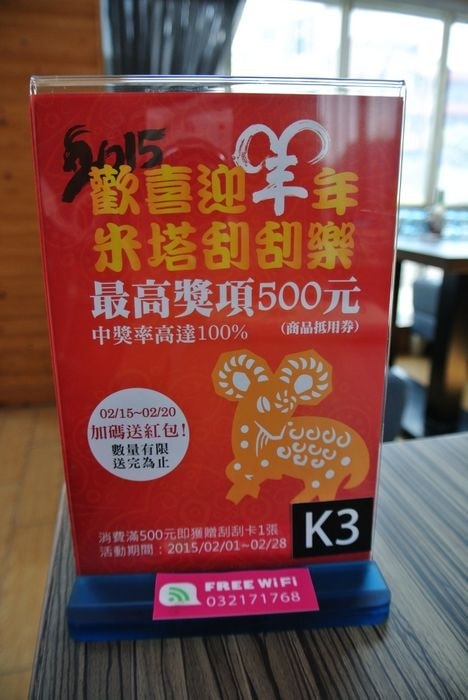 2015
歡喜迎羊年
米塔刮刮樂
最高獎項500元
中獎率高達100%
(商品抵用券)
02/15~02/20
加碼送紅包!
數量有限
送完為止
消費滿500元即獲贈刮刮卡1張
活動期間:2015/02/01~02/28
K3
FREE WiFi
032171768